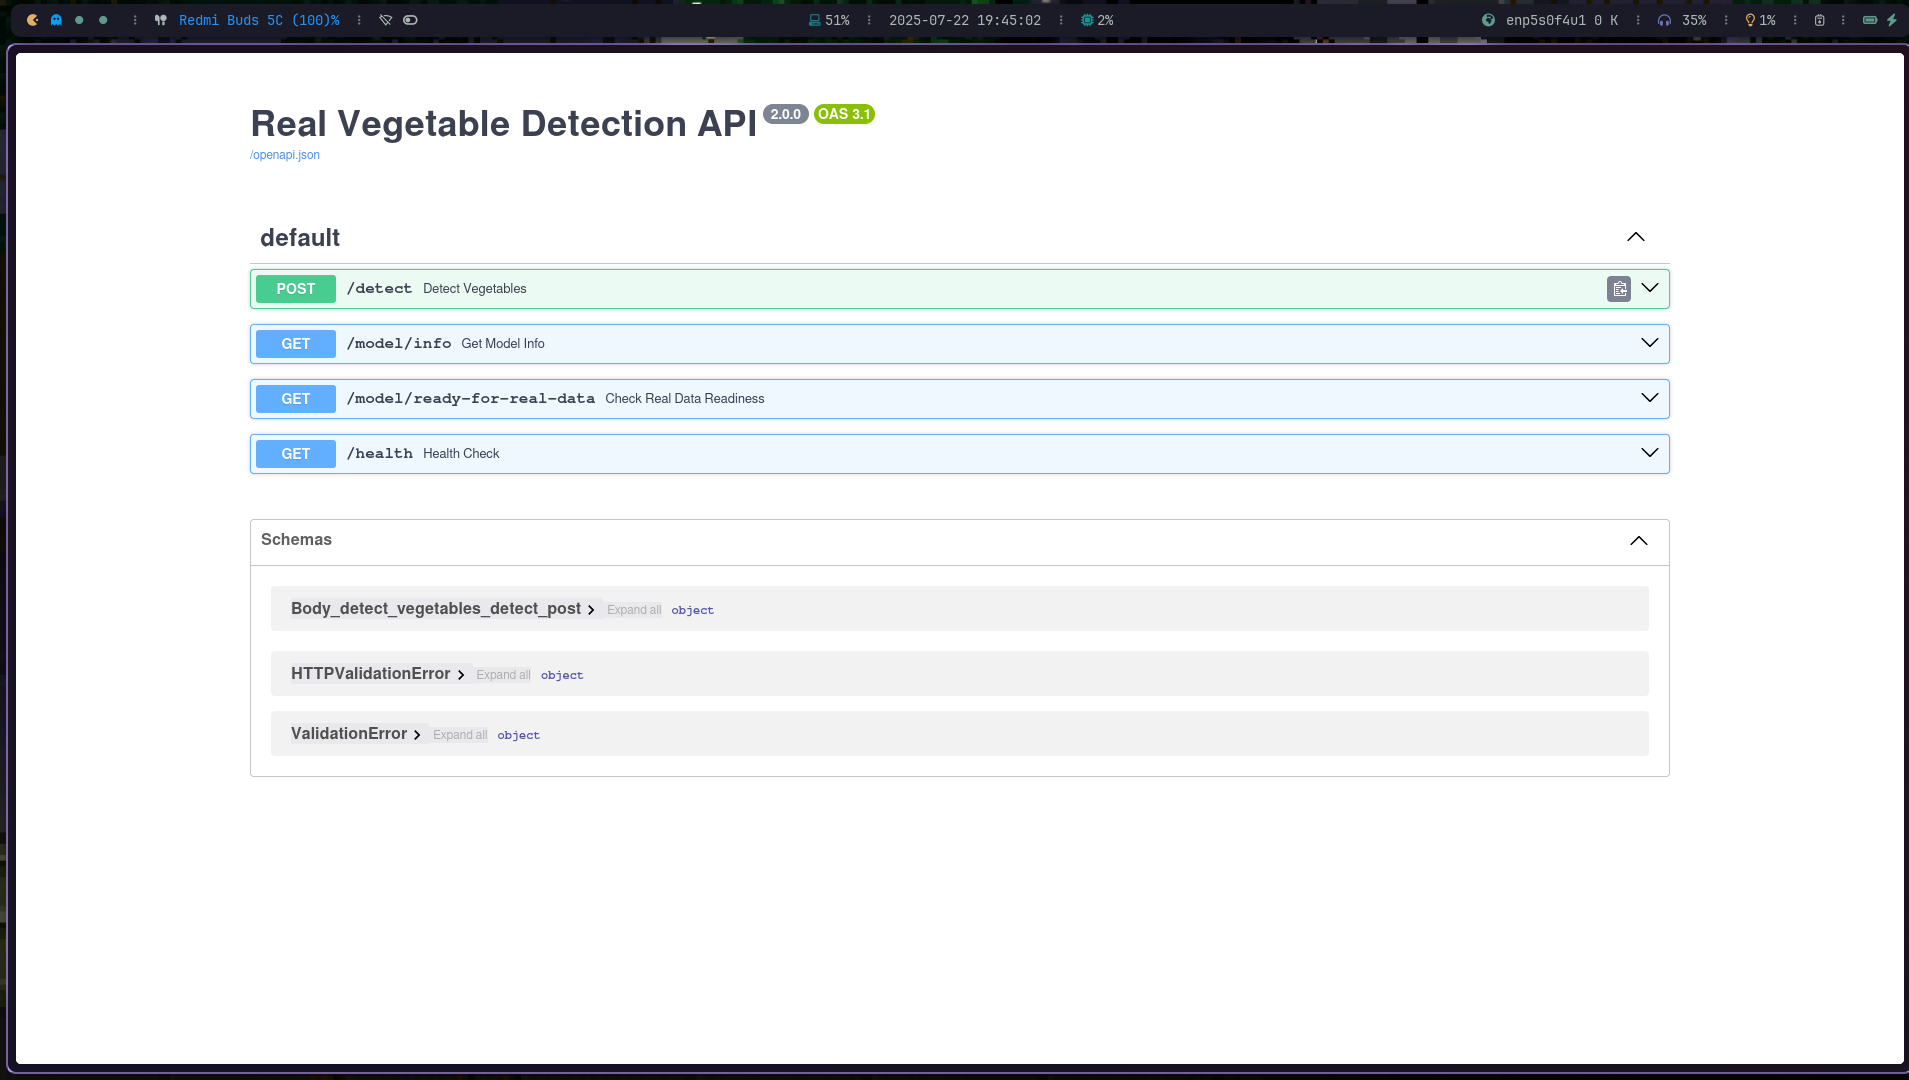 Redmi Buds 5C (100)% 51% 2025-07-22 19:45:02 2% enp5s0f4u1 0 K 35% 1%
Real Vegetable Detection API 2.0.0 OAS 3.1
/openapi.json
default
POST /detect Detect Vegetables
GET /model/info Get Model Info
GET /model/ready-for-real-data Check Real Data Readiness
GET /health Health Check
Schemas
Body_detect_vegetables_detect_post Expand all object
HTTPValidationError Expand all object
ValidationError Expand all object